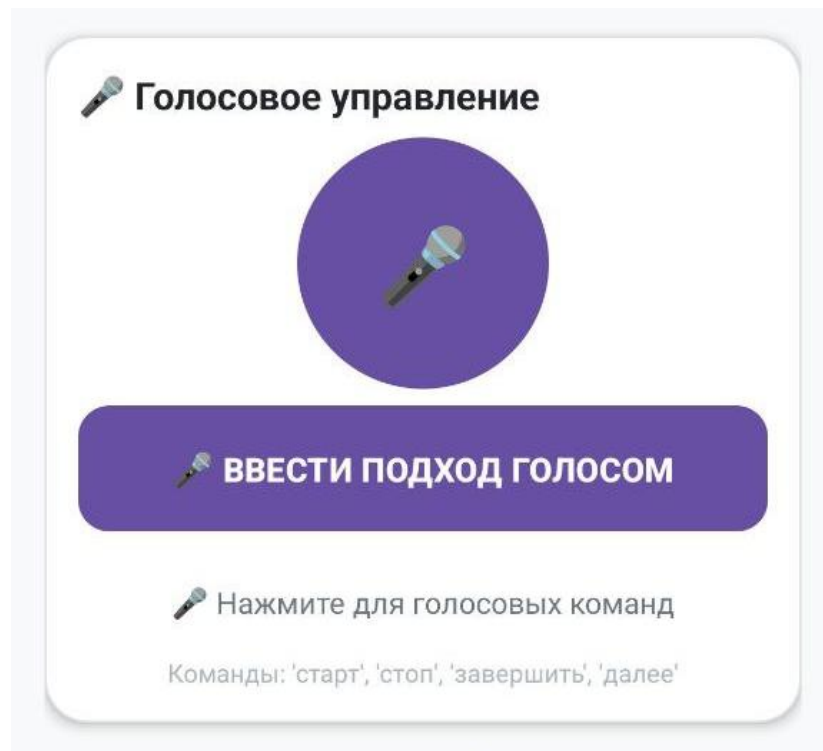 🎤 Голосовое управление
🎤 ВВЕСТИ ПОДХОД ГОЛОСОМ
🎤 Нажмите для голосовых команд
Команды: 'старт', 'стоп', 'завершить', 'далее'